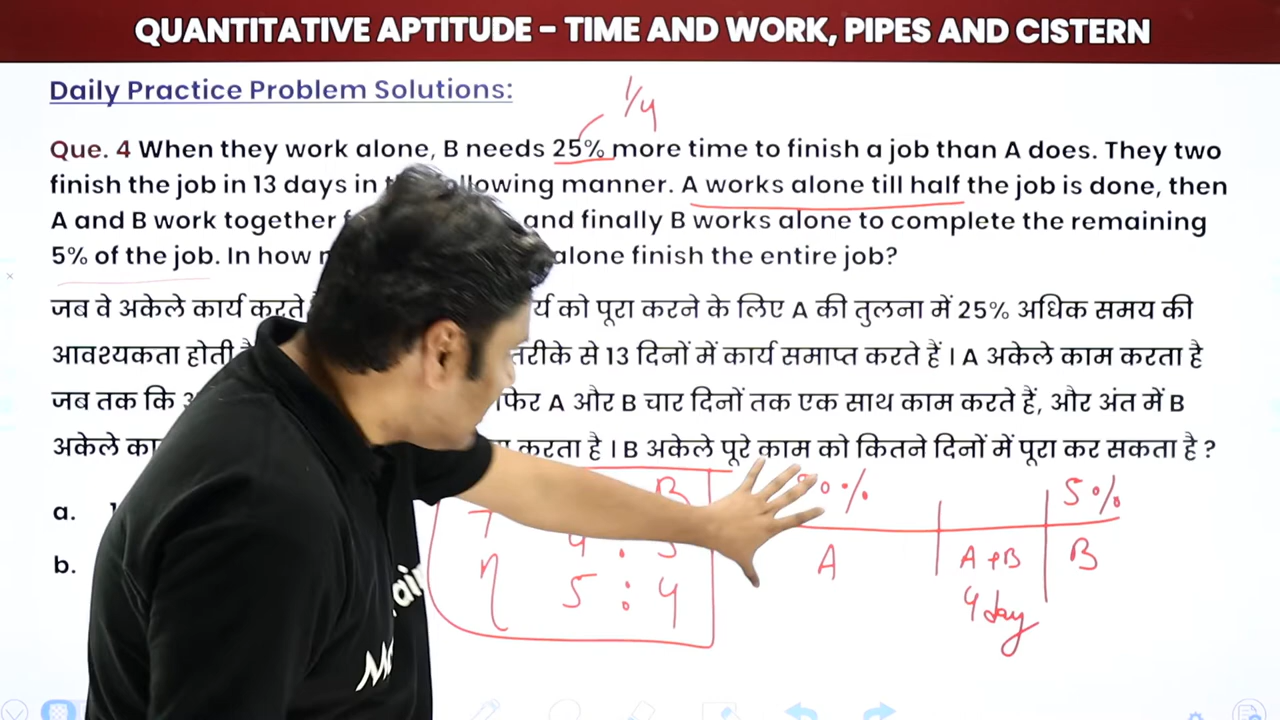 QUANTITATIVE APTITUDE – TIME AND WORK, PIPES AND CISTERN
Daily Practice Problem Solutions:
1/4
Que. 4 When they work alone, B needs 25% more time to finish a job than A does. They two
finish the job in 13 days in lowing manner. A works alone till half the job is done, then
A and B work together and finally B works alone to complete the remaining
5% of the job. In how alone finish the entire job?
जब वे अकेले कार्य करते र्य को पूरा करने के लिए A की तुलना में 25% अधिक समय की
आवश्यकता होती तरीके से 13 दिनों में कार्य समाप्त करते हैं। A अकेले काम करता है
जब तक कि फिर A और B चार दिनों तक एक साथ काम करते हैं, और अंत में B
अकेले का करता है। B अकेले पूरे काम को कितने दिनों में पूरा कर सकता है ?
B 0% 5%
a.
T 4 : 5 A A+B B
b.
η 5 : 4 4 day